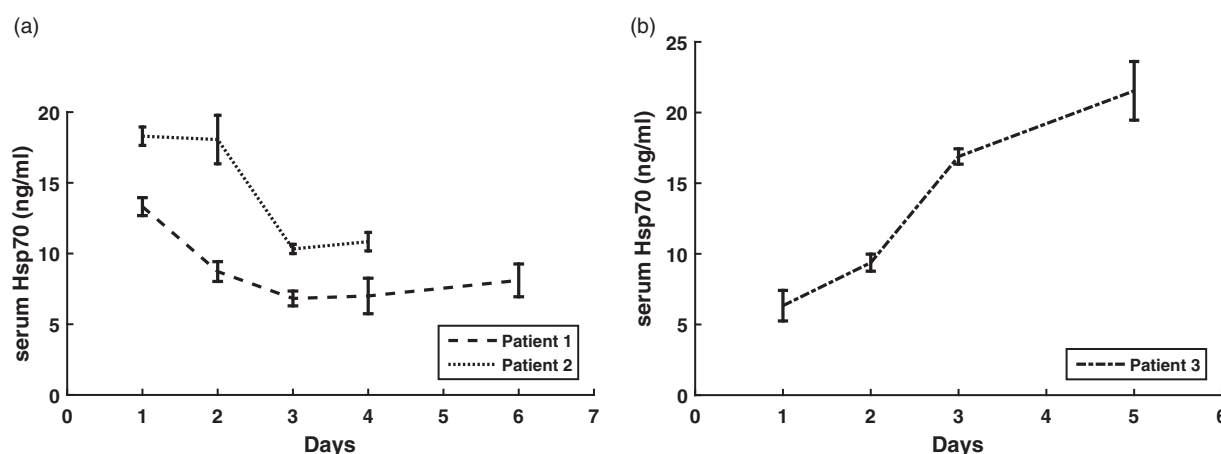 (a)
20
15
10
5
0
serum Hsp70 (ng/ml)
0 1 2 3 4 5 6 7
Days
Patient 1
Patient 2
(b)
25
20
15
10
5
0
serum Hsp70 (ng/ml)
0 1 2 3 4 5 6
Days
Patient 3